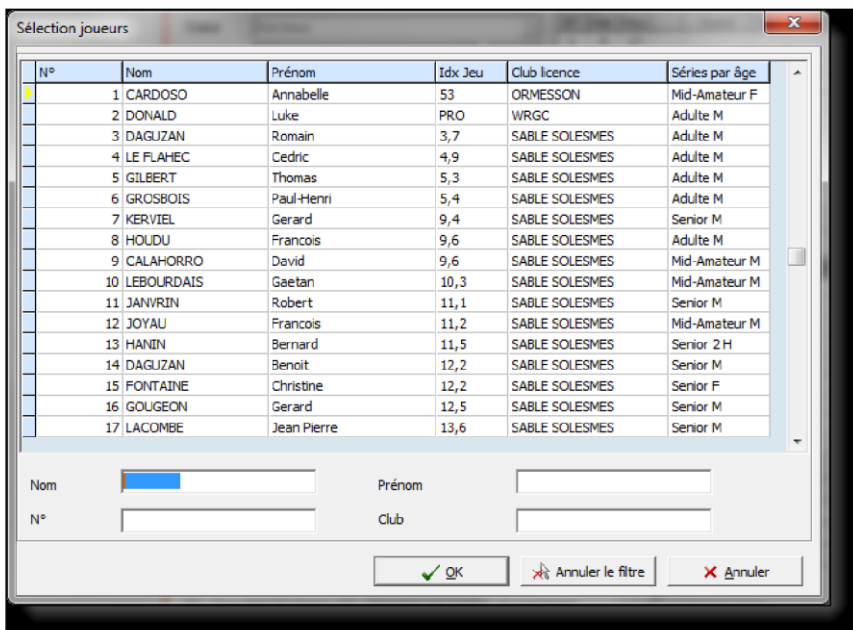 Sélection joueurs
N° Nom Prénom Idx Jeu Club licence Séries par âge
1 CARDOSO Annabelle 53 ORMESSON Mid-Amateur F
2 DONALD Luke PRO WRGC Adulte M
3 DAGUZAN Romain 3,7 SABLE SOLESMES Adulte M
4 LE FLAHEC Cedric 4,9 SABLE SOLESMES Adulte M
5 GILBERT Thomas 5,3 SABLE SOLESMES Adulte M
6 GROSBOIS Paul-Henri 5,4 SABLE SOLESMES Adulte M
7 KERVIEL Gerard 9,4 SABLE SOLESMES Senior M
8 HOUDU Francois 9,6 SABLE SOLESMES Adulte M
9 CALAHORRO David 9,6 SABLE SOLESMES Mid-Amateur M
10 LEBOURDAIS Gaetan 10,3 SABLE SOLESMES Mid-Amateur M
11 JANVRIN Robert 11,1 SABLE SOLESMES Senior M
12 JOYAU Francois 11,2 SABLE SOLESMES Mid-Amateur M
13 HANIN Bernard 11,5 SABLE SOLESMES Senior 2 H
14 DAGUZAN Benoit 12,2 SABLE SOLESMES Senior M
15 FONTAINE Christine 12,2 SABLE SOLESMES Senior F
16 GOUGEON Gerard 12,5 SABLE SOLESMES Senior M
17 LACOMBE Jean Pierre 13,6 SABLE SOLESMES Senior M
Nom Prénom
N° Club
OK Annuler le filtre Annuler